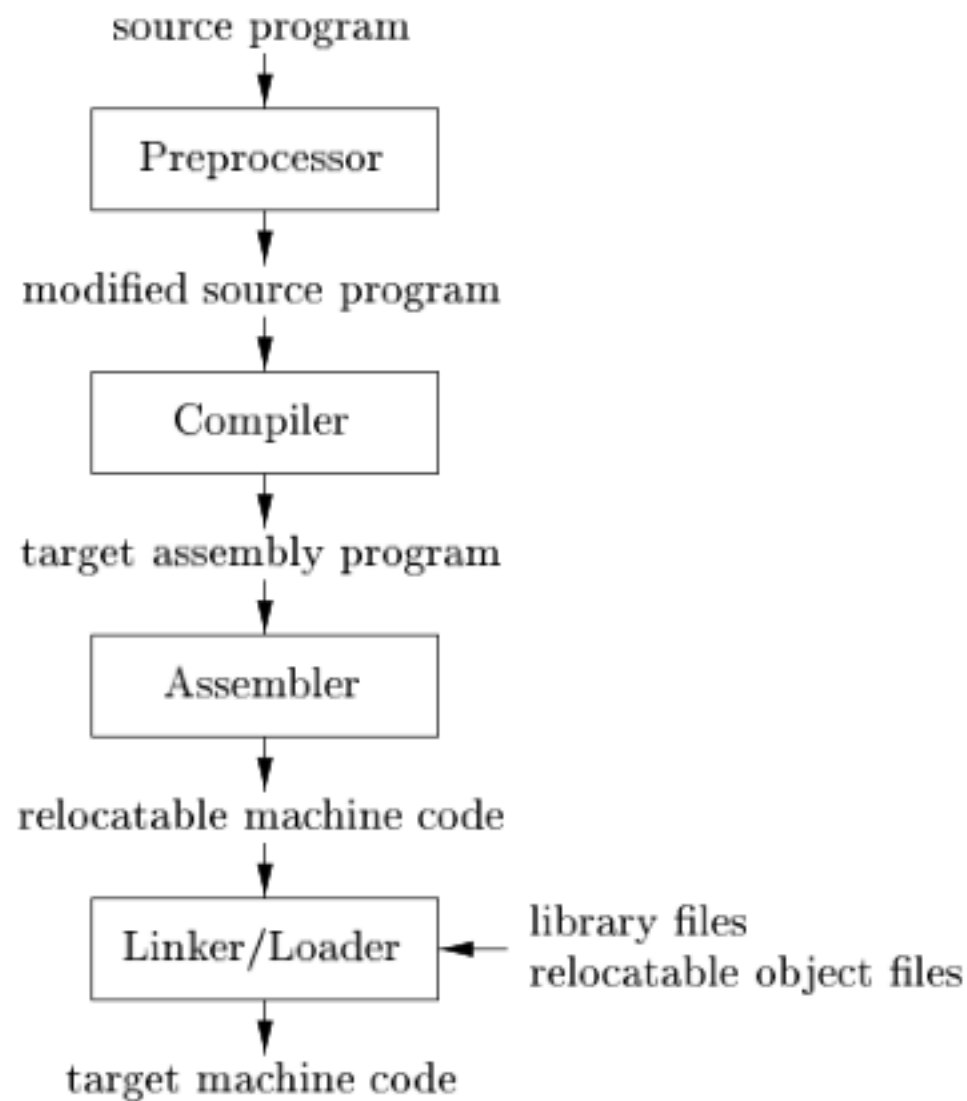 source program
Preprocessor
modified source program
Compiler
target assembly program
Assembler
relocatable machine code
Linker/Loader
library files
relocatable object files
target machine code